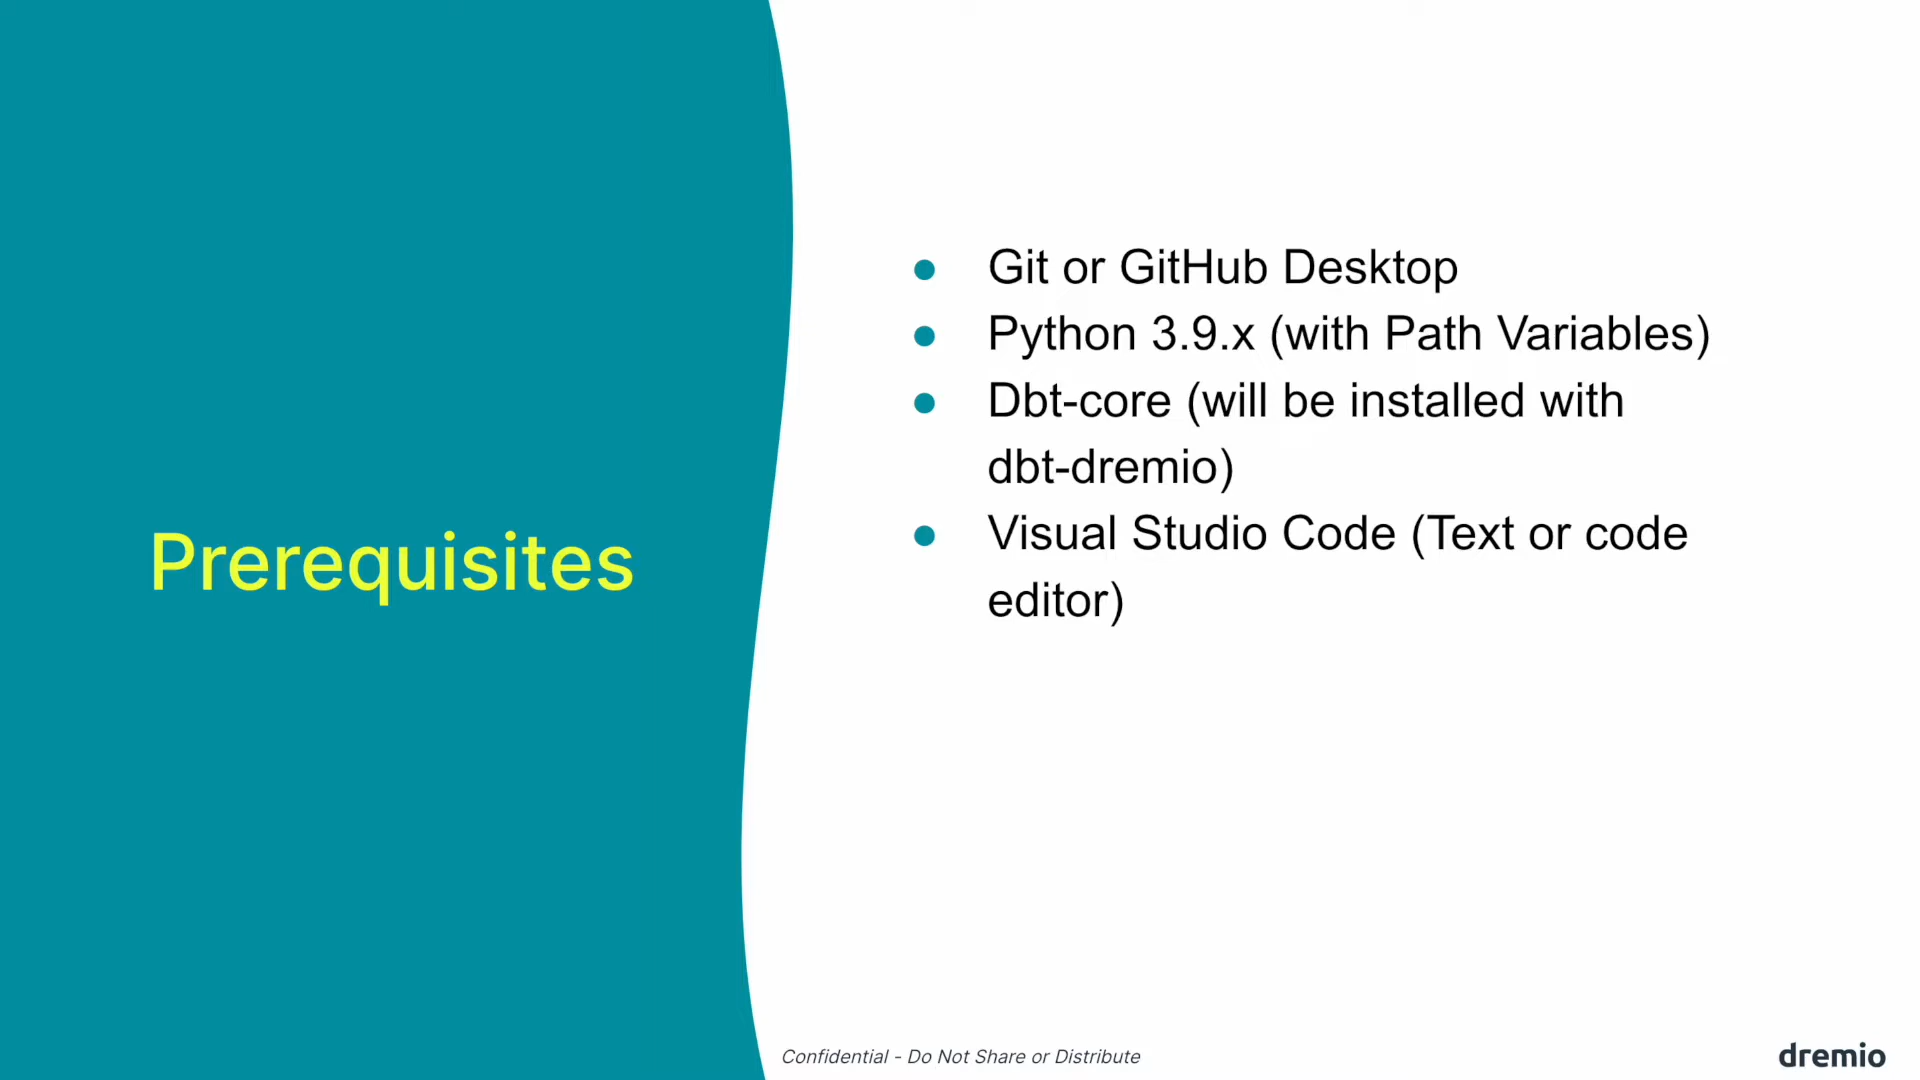 Prerequisites
● Git or GitHub Desktop
● Python 3.9.x (with Path Variables)
● Dbt-core (will be installed with
dbt-dremio)
● Visual Studio Code (Text or code
editor)
Confidential - Do Not Share or Distribute
dremio